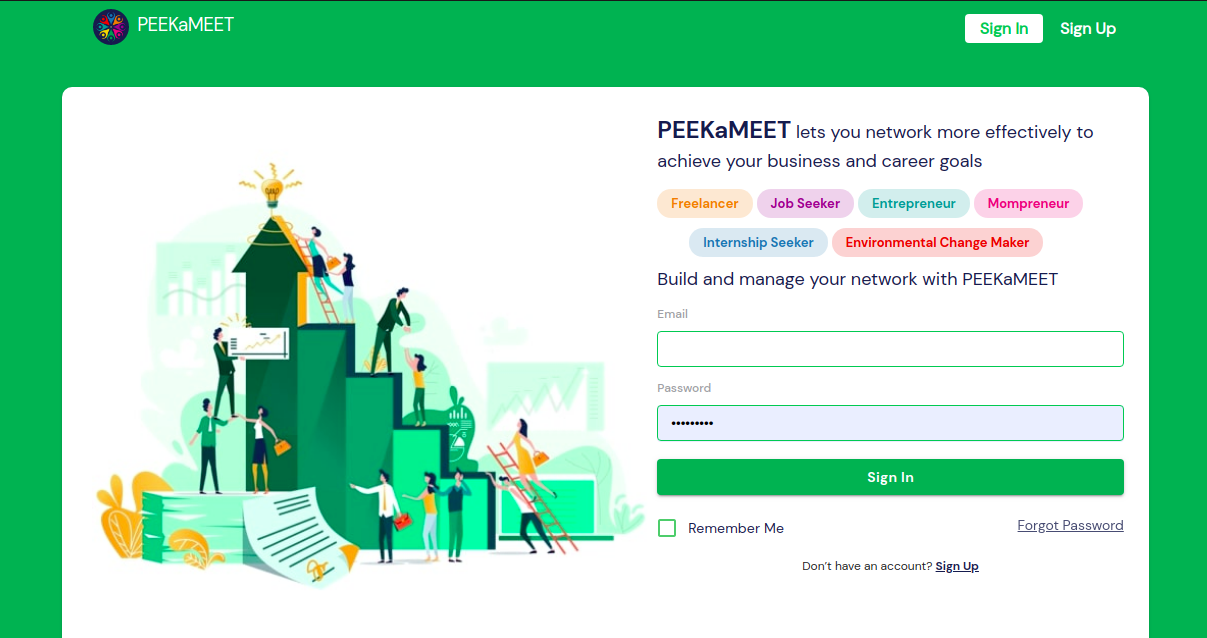 PEEKaMEET
Sign In
Sign Up
PEEKaMEET lets you network more effectively to
achieve your business and career goals
Freelancer
Job Seeker
Entrepreneur
Mompreneur
Internship Seeker
Environmental Change Maker
Build and manage your network with PEEKaMEET
Email
Password
•••••••••
Sign In
Remember Me
Forgot Password
Don't have an account? Sign Up